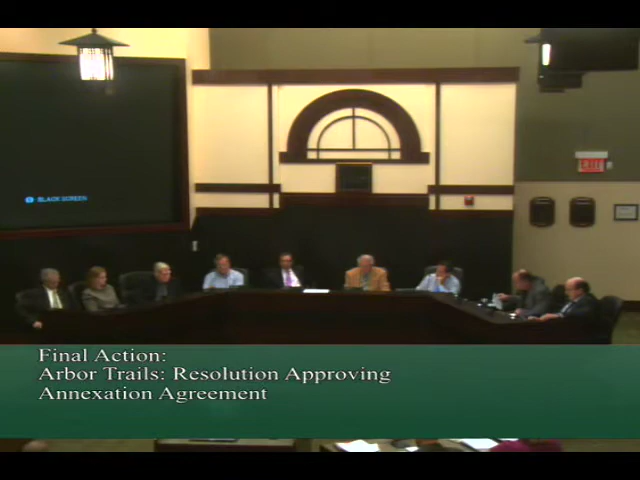 BLACK SCREEN
EXIT
Final Action:
Arbor Trails: Resolution Approving
Annexation Agreement